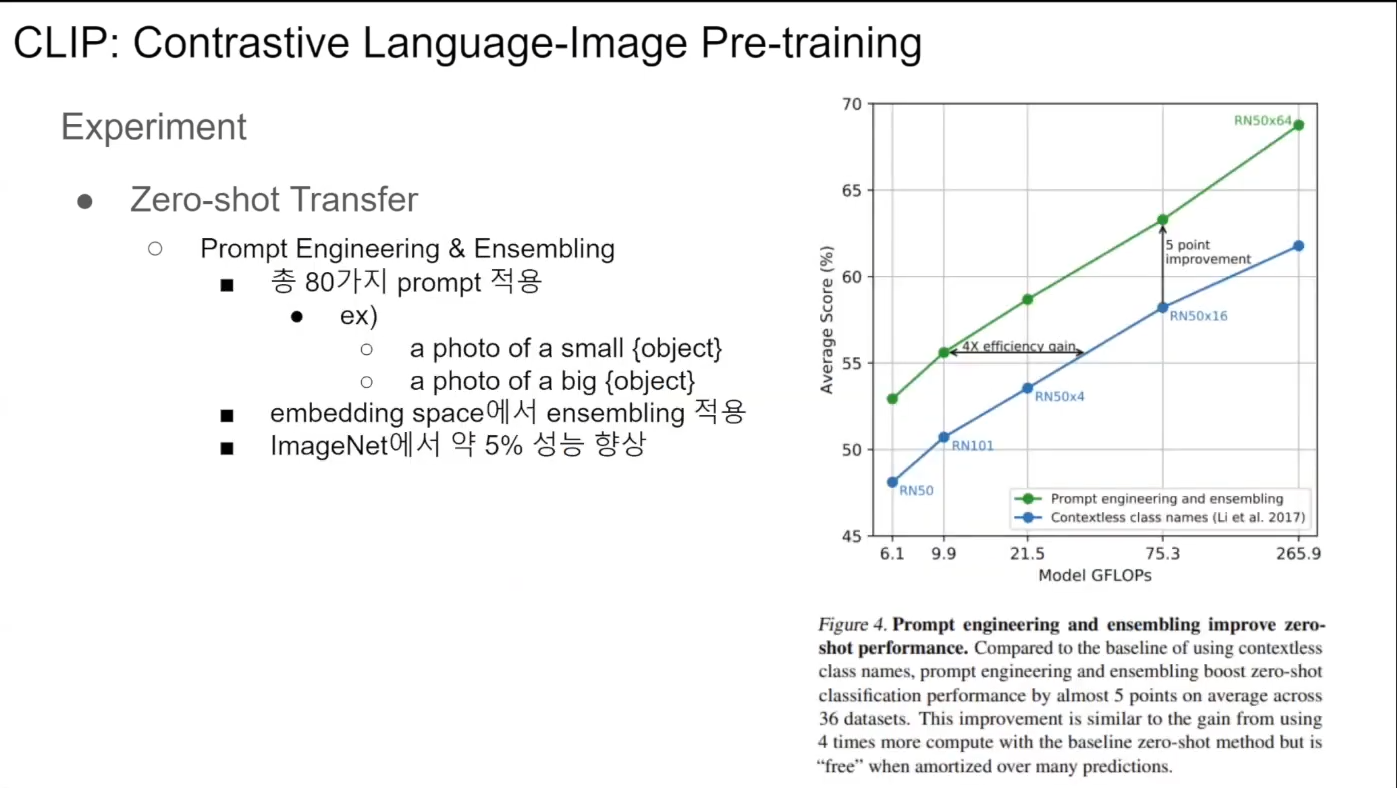 CLIP: Contrastive Language-Image Pre-training
Experiment
● Zero-shot Transfer
○ Prompt Engineering & Ensembling
■ 총 80가지 prompt 적용
● ex)
○ a photo of a small {object}
○ a photo of a big {object}
■ embedding space에서 ensembling 적용
■ ImageNet에서 약 5% 성능 향상
70
65
60
55
50
45
Average Score (%)
RN50x64
5 point
improvement
RN50x16
4X efficiency gain
RN50x4
RN101
RN50
Prompt engineering and ensembling
Contextless class names (Li et al. 2017)
6.1 9.9 21.5 75.3 265.9
Model GFLOPs
Figure 4. Prompt engineering and ensembling improve zero-
shot performance. Compared to the baseline of using contextless
class names, prompt engineering and ensembling boost zero-shot
classification performance by almost 5 points on average across
36 datasets. This improvement is similar to the gain from using
4 times more compute with the baseline zero-shot method but is
“free” when amortized over many predictions.